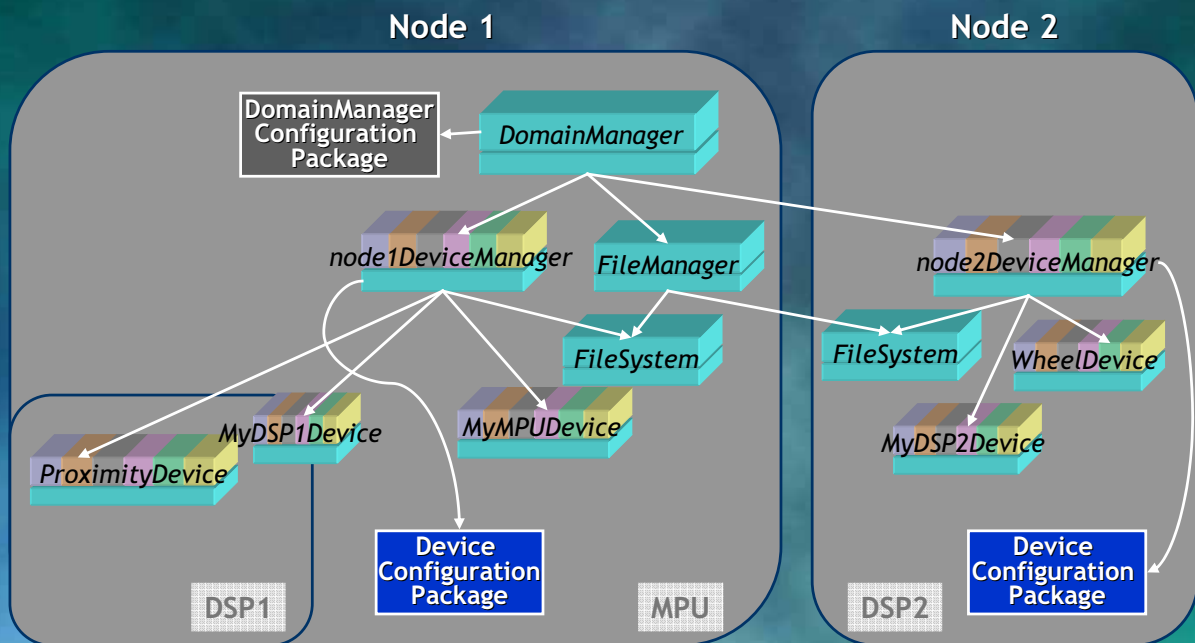 Node 1
Node 2
DomainManager
Configuration
Package
DomainManager
node1DeviceManager
FileManager
node2DeviceManager
FileSystem
FileSystem
WheelDevice
MyDSP1Device
MyMPUDevice
MyDSP2Device
ProximityDevice
Device
Configuration
Package
Device
Configuration
Package
DSP1
MPU
DSP2